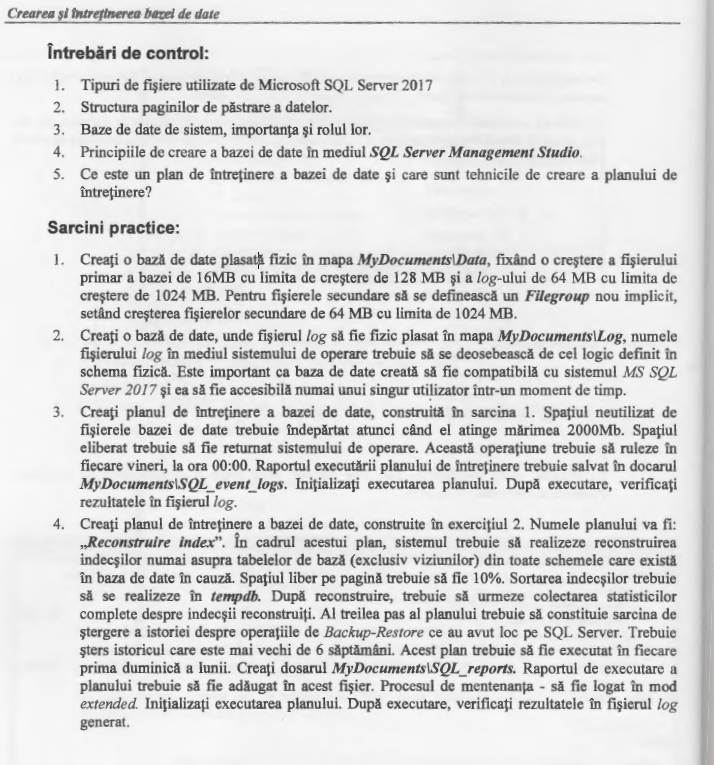 Crearea şi întreţinerea bazei de date
Întrebări de control:
1. Tipuri de fişiere utilizate de Microsoft SQL Server 2017
2. Structura paginilor de păstrare a datelor.
3. Baze de date de sistem, importanţa şi rolul lor.
4. Principiile de creare a bazei de date în mediul SQL Server Management Studio.
5. Ce este un plan de întreţinere a bazei de date şi care sunt tehnicile de creare a planului de
întreţinere?
Sarcini practice:
1. Creaţi o bază de date plasată fizic în mapa MyDocuments\Data, fixând o creştere a fişierului
primar a bazei de 16MB cu limita de creştere de 128 MB şi a log-ului de 64 MB cu limita de
creştere de 1024 MB. Pentru fişierele secundare să se definească un Filegroup nou implicit,
setând creşterea fişierelor secundare de 64 MB cu limita de 1024 MB.
2. Creaţi o bază de date, unde fişierul log să fie fizic plasat în mapa MyDocuments\Log, numele
fişierului log în mediul sistemului de operare trebuie să se deosebească de cel logic definit în
schema fizică. Este important ca baza de date creată să fie compatibilă cu sistemul MS SQL
Server 2017 şi ea să fie accesibilă numai unui singur utilizator într-un moment de timp.
3. Creaţi planul de întreţinere a bazei de date, construită în sarcina 1. Spaţiul neutilizat de
fişierele bazei de date trebuie îndepărtat atunci când el atinge mărimea 2000Mb. Spaţiul
eliberat trebuie să fie returnat sistemului de operare. Această operaţiune trebuie să ruleze în
fiecare vineri, la ora 00:00. Raportul executării planului de întreţinere trebuie salvat în docarul
MyDocuments\SQL_event_logs. Iniţializaţi executarea planului. După executare, verificaţi
rezultatele în fişierul log.
4. Creaţi planul de întreţinere a bazei de date, construite în exerciţiul 2. Numele planului va fi:
„Reconstruire index”. În cadrul acestui plan, sistemul trebuie să realizeze reconstruirea
indecşilor numai asupra tabelelor de bază (exclusiv viziunilor) din toate schemele care există
în baza de date în cauză. Spaţiul liber pe pagină trebuie să fie 10%. Sortarea indecşilor trebuie
să se realizeze în tempdb. După reconstruire, trebuie să urmeze colectarea statisticilor
complete despre indecşii reconstruiţi. Al treilea pas al planului trebuie să constituie sarcina de
ştergere a istoriei despre operaţiile de Backup-Restore ce au avut loc pe SQL Server. Trebuie
şters istoricul care este mai vechi de 6 săptămâni. Acest plan trebuie să fie executat în fiecare
prima duminică a lunii. Creaţi dosarul MyDocuments\SQL_reports. Raportul de executare a
planului trebuie să fie adăugat în acest fişier. Procesul de mentenanţa - să fie logat în mod
extended. Iniţializaţi executarea planului. După executare, verificaţi rezultatele în fişierul log
generat.